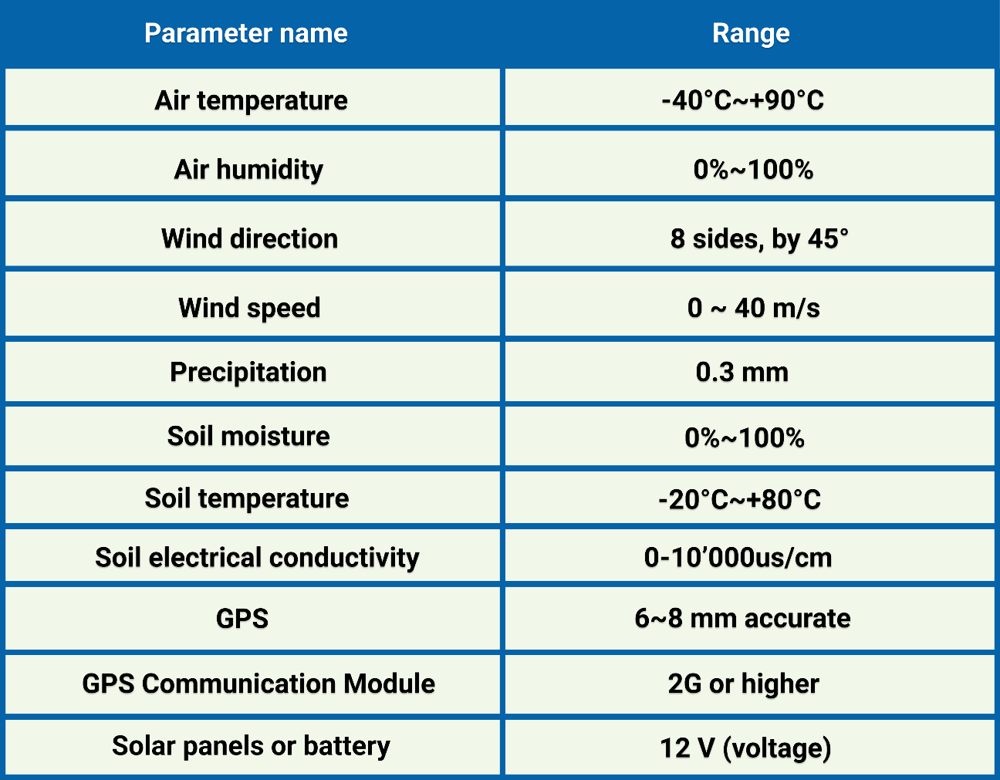 Parameter name Range
Air temperature -40°C~+90°C
Air humidity 0%~100%
Wind direction 8 sides, by 45°
Wind speed 0 ~ 40 m/s
Precipitation 0.3 mm
Soil moisture 0%~100%
Soil temperature -20°C~+80°C
Soil electrical conductivity 0-10’000us/cm
GPS 6~8 mm accurate
GPS Communication Module 2G or higher
Solar panels or battery 12 V (voltage)